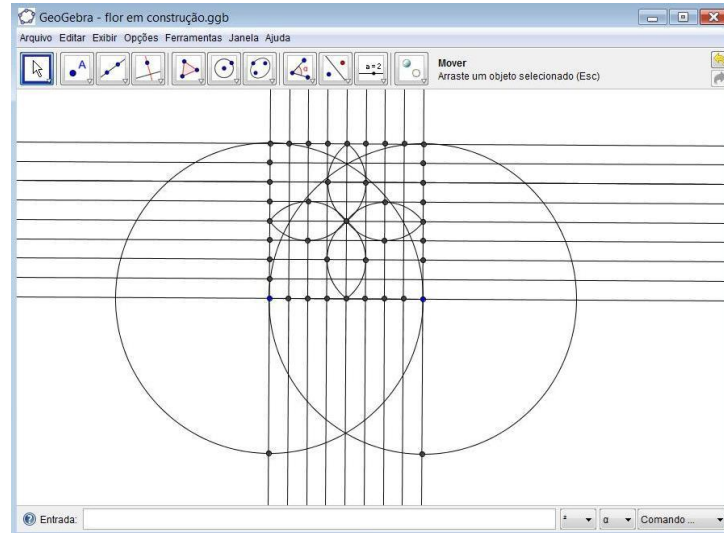 GeoGebra - flor em construção.ggb
Arquivo Editar Exibir Opções Ferramentas Janela Ajuda
A
α
a=2
Mover
Arraste um objeto selecionado (Esc)
Entrada:
α
Comando ...